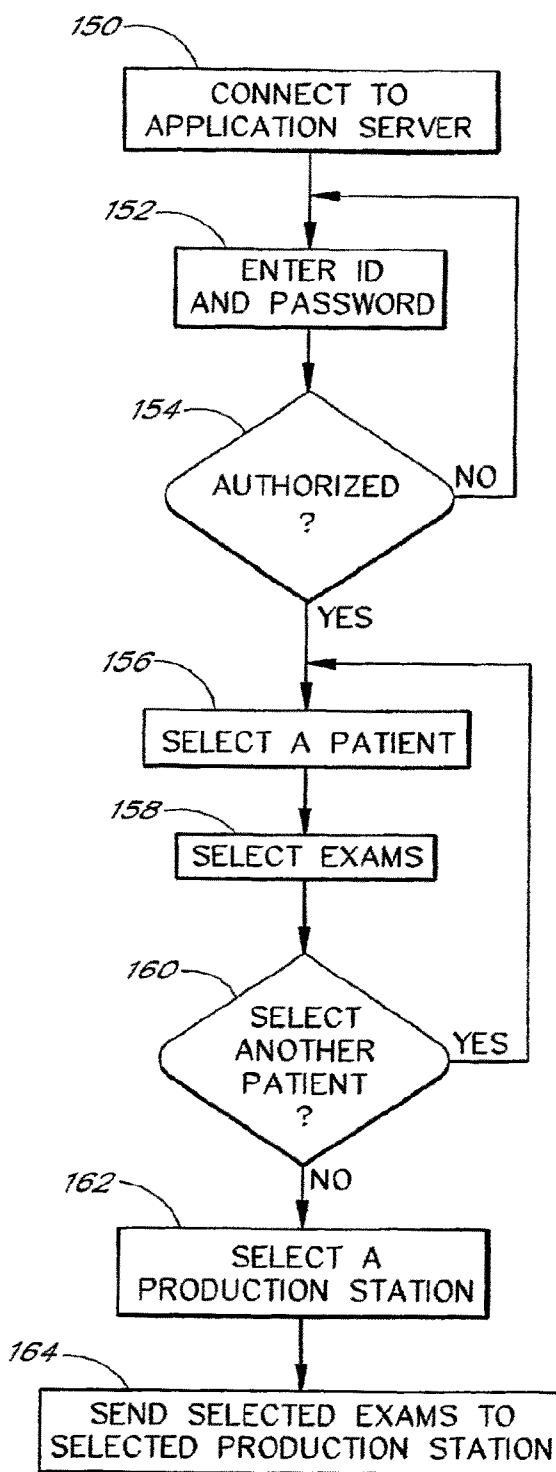 150
CONNECT TO
APPLICATION SERVER
152
ENTER ID
AND PASSWORD
154
AUTHORIZED
?
NO
YES
156
SELECT A PATIENT
158
SELECT EXAMS
160
SELECT
ANOTHER
PATIENT
?
YES
NO
162
SELECT A
PRODUCTION STATION
164
SEND SELECTED EXAMS TO
SELECTED PRODUCTION STATION